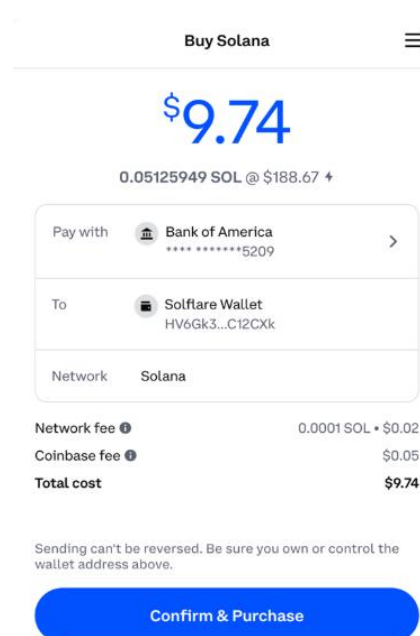 Buy Solana
$9.74
0.05125949 SOL @ $188.67
Pay with Bank of America
**** *******5209
To Solflare Wallet
HV6Gk3...C12CXk
Network Solana
Network fee 0.0001 SOL • $0.02
Coinbase fee $0.05
Total cost $9.74
Sending can't be reversed. Be sure you own or control the
wallet address above.
Confirm & Purchase